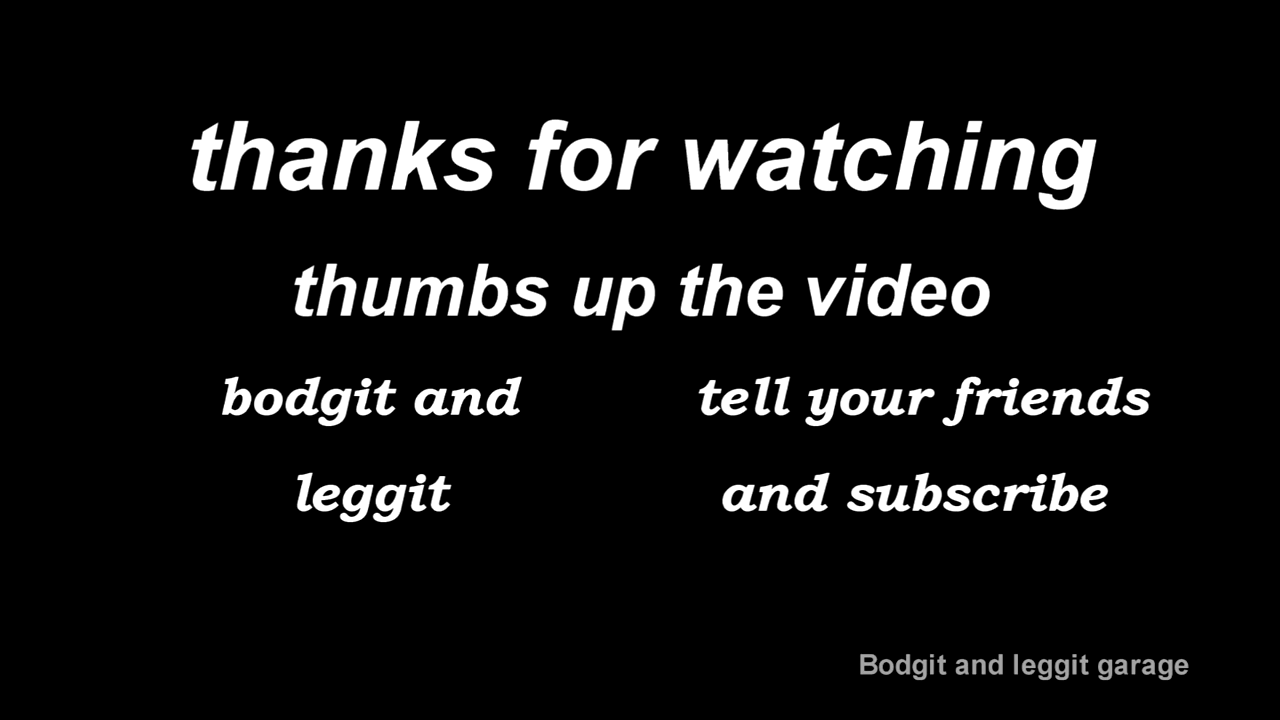 thanks for watching
thumbs up the video
bodgit and
leggit
tell your friends
and subscribe
Bodgit and leggit garage